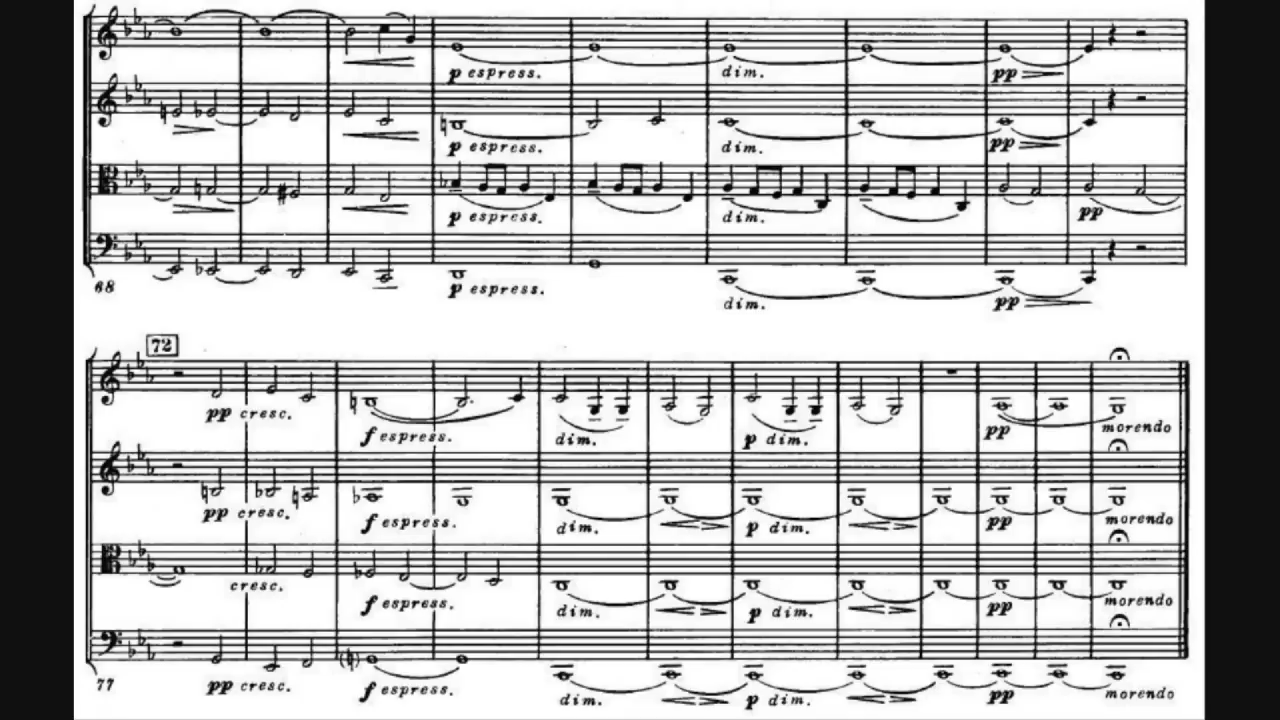 p espress. dim. pp
p espress. dim. pp
p espress. dim. pp
p espress. dim. pp
68
72
pp cresc. f espress. dim. p dim. pp morendo
pp cresc. f espress. dim. p dim. pp morendo
cresc. f espress. dim. p dim. pp morendo
pp cresc. f espress. dim. p dim. pp morendo
77